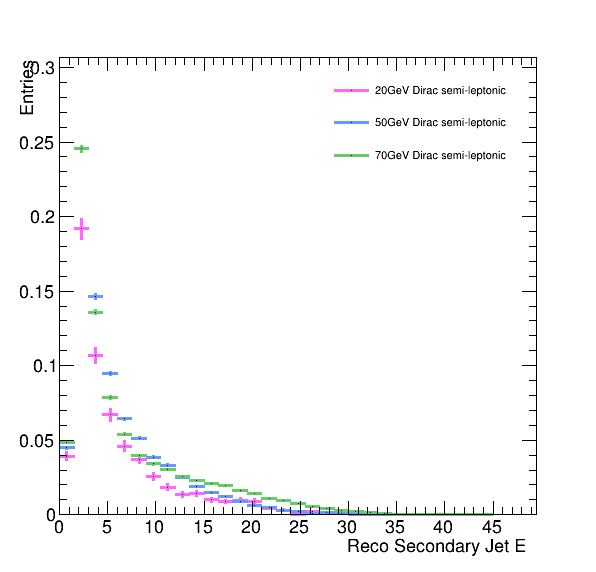 Entries
0.3
0.25
0.2
0.15
0.1
0.05
0
20GeV Dirac semi-leptonic
50GeV Dirac semi-leptonic
70GeV Dirac semi-leptonic
0 5 10 15 20 25 30 35 40 45
Reco Secondary Jet E